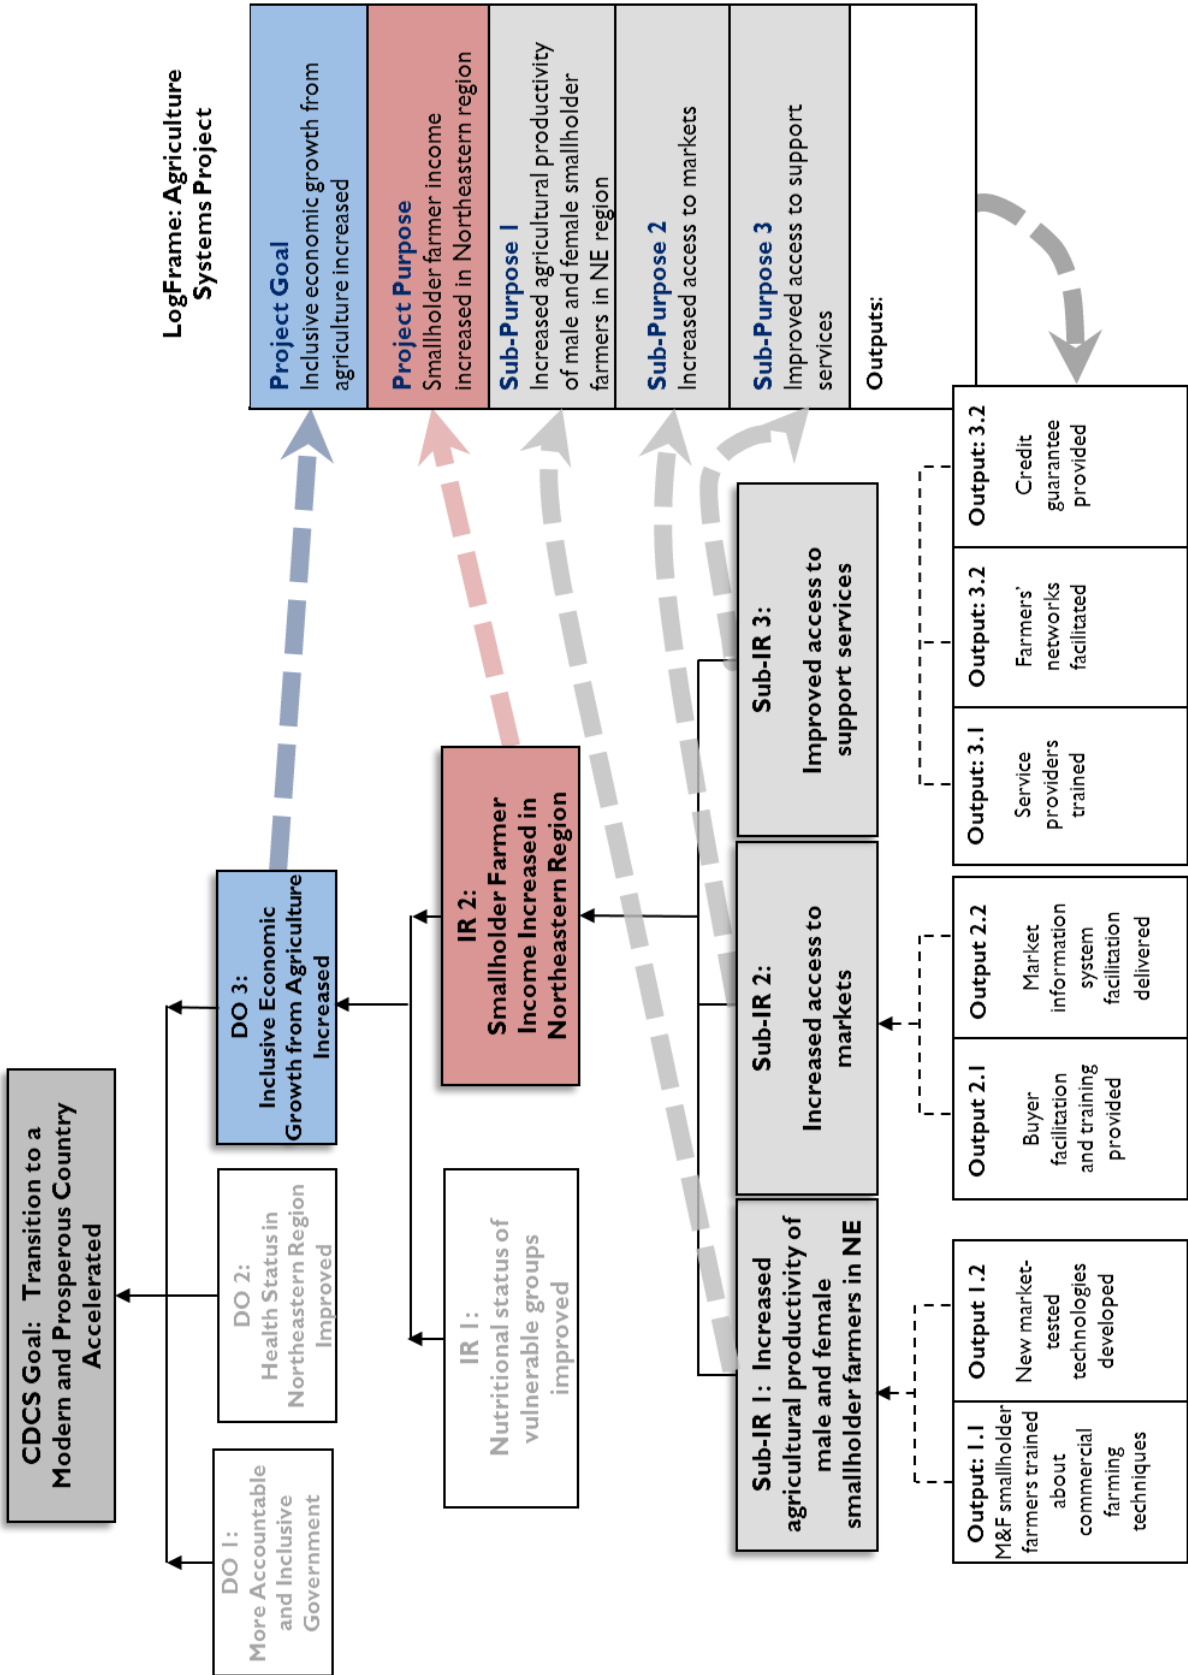 CDCS Goal: Transition to a
Modern and Prosperous Country
Accelerated
DO 1:
More Accountable
and Inclusive
Government
DO 2:
Health Status in
Northeastern Region
Improved
DO 3:
Inclusive Economic
Growth from Agriculture
Increased
IR 1:
Nutritional status of
vulnerable groups
improved
IR 2:
Smallholder Farmer
Income Increased in
Northeastern Region
Sub-IR 1: Increased
agricultural productivity of
male and female
smallholder farmers in NE
Sub-IR 2:
Increased access to
markets
Sub-IR 3:
Improved access to
support services
Output: 1.1
M&F smallholder
farmers trained
about
commercial
farming
techniques
Output 1.2
New market-
tested
technologies
developed
Output 2.1
Buyer
facilitation
and training
provided
Output 2.2
Market
information
system
facilitation
delivered
Output: 3.1
Service
providers
trained
Output: 3.2
Farmers'
networks
facilitated
Output: 3.2
Credit
guarantee
provided
LogFrame: Agriculture
Systems Project
Project Goal
Inclusive economic growth from
agriculture increased
Project Purpose
Smallholder farmer income
increased in Northeastern region
Sub-Purpose 1
Increased agricultural productivity
of male and female smallholder
farmers in NE region
Sub-Purpose 2
Increased access to markets
Sub-Purpose 3
Improved access to support
services
Outputs: